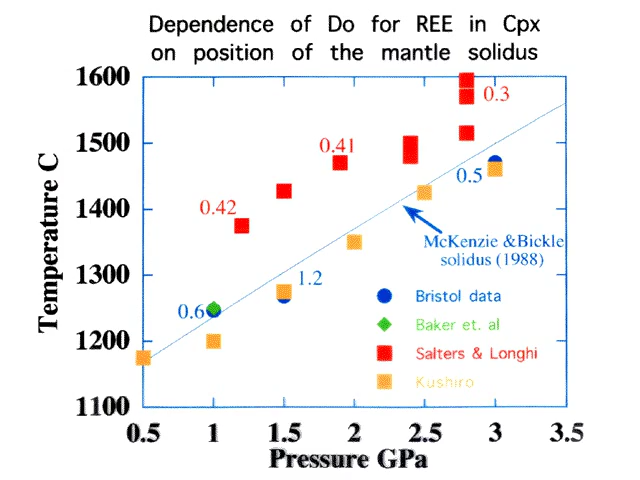 Dependence of Do for REE in Cpx
on position of the mantle solidus
1600
1500
1400
1300
1200
1100
Temperature C
0.3
0.41
0.5
0.42
McKenzie &Bickle
solidus (1988)
1.2
0.6
Bristol data
Baker et. al
Salters & Longhi
Kushiro
0.5 1 1.5 2 2.5 3 3.5
Pressure GPa